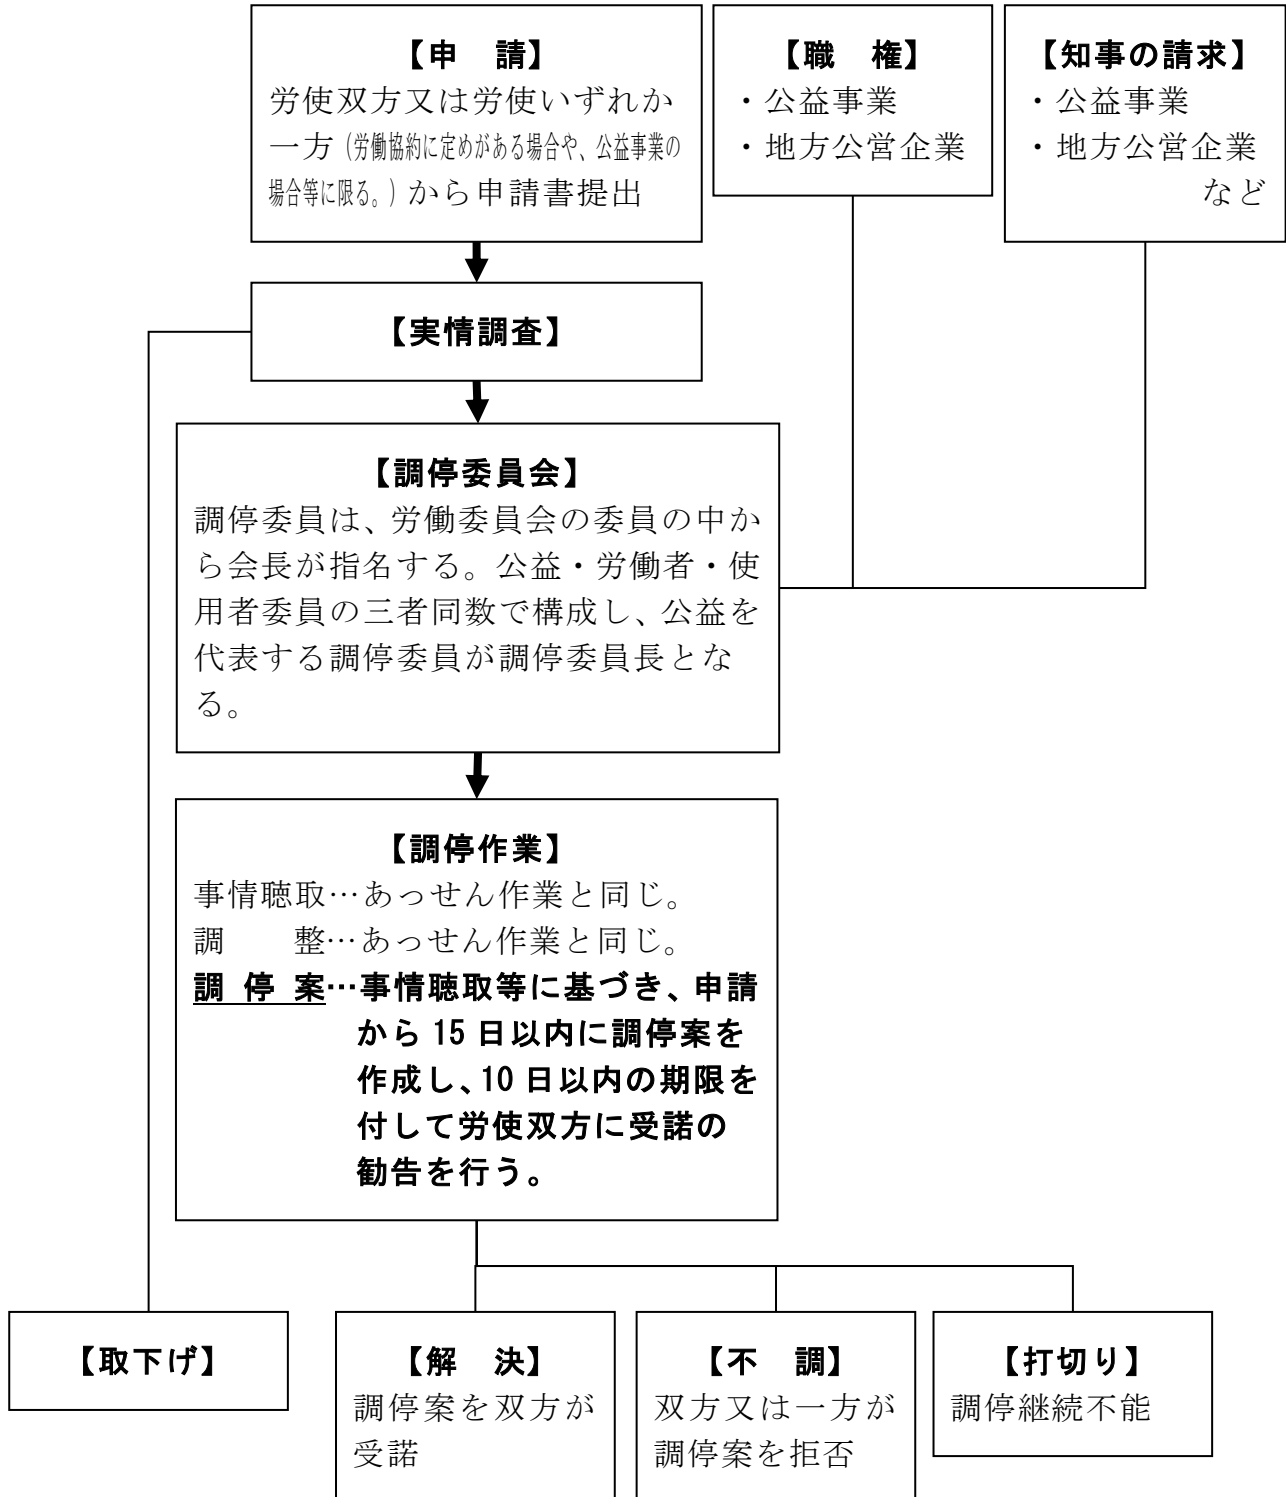 【申　請】
労使双方又は労使いずれか
一方（労働協約に定めがある場合や、公益事業の
場合等に限る。）から申請書提出
【職　権】
・公益事業
・地方公営企業
【知事の請求】
・公益事業
・地方公営企業
など
【実情調査】
【調停委員会】
調停委員は、労働委員会の委員の中か
ら会長が指名する。公益・労働者・使
用者委員の三者同数で構成し、公益を
代表する調停委員が調停委員長とな
る。
【調停作業】
事情聴取…あっせん作業と同じ。
調　　整…あっせん作業と同じ。
調 停 案…事情聴取等に基づき、申請
から 15 日以内に調停案を
作成し、10 日以内の期限を
付して労使双方に受諾の
勧告を行う。
【取下げ】
【解　決】
調停案を双方が
受諾
【不　調】
双方又は一方が
調停案を拒否
【打切り】
調停継続不能